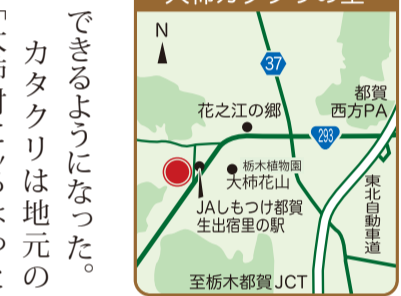 できるようになった。
カタクリは地元の
N
37
都賀
西方PA
花之江の郷
293
栃木植物園
大柿花山
JAしもつけ都賀
生出宿里の駅
東北自動車道
至栃木都賀JCT